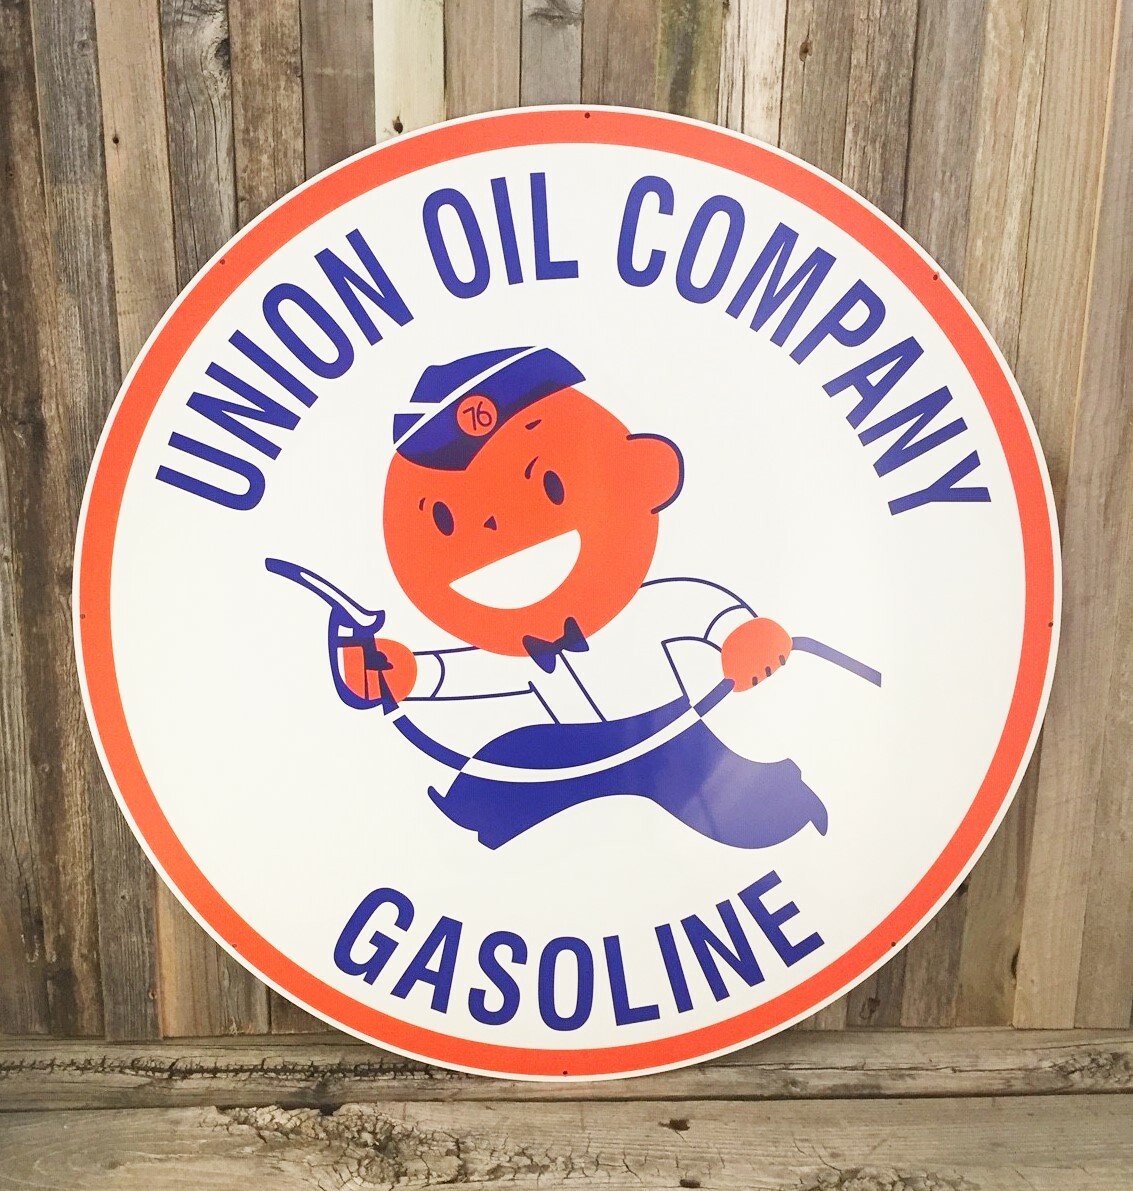 UNION OIL COMPANY
76
GASOLINE